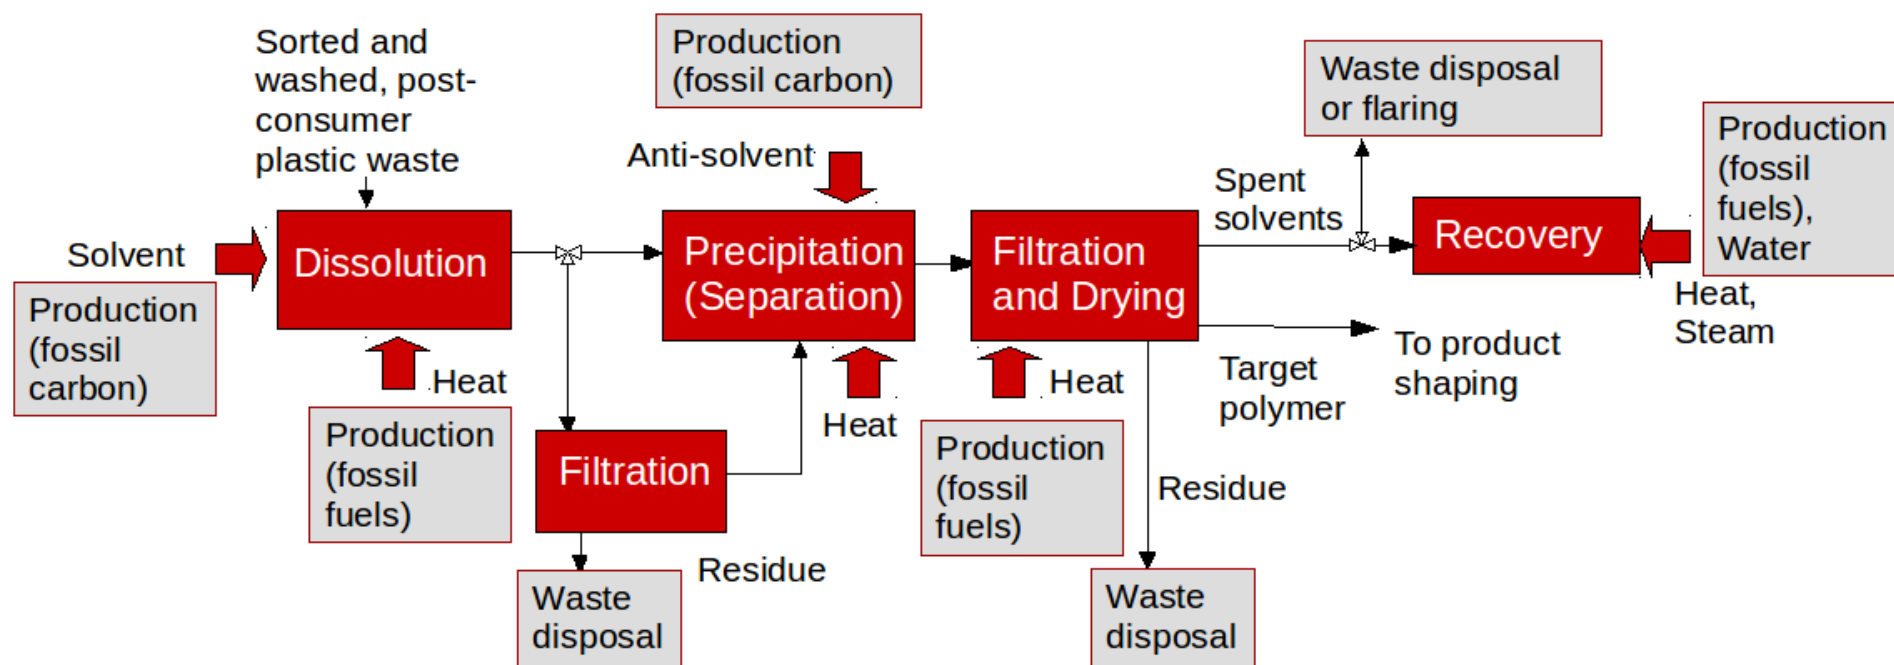 Sorted and
washed, post-
consumer
plastic waste
Production
(fossil carbon)
Anti-solvent
Waste disposal
or flaring
Production
(fossil
fuels),
Water
Solvent
Production
(fossil
carbon)
Dissolution
Precipitation
(Separation)
Filtration
and Drying
Spent
solvents
Recovery
Heat,
Steam
Heat
Production
(fossil
fuels)
Filtration
Residue
Waste
disposal
Heat
Heat
Production
(fossil
fuels)
Target
polymer
To product
shaping
Residue
Waste
disposal